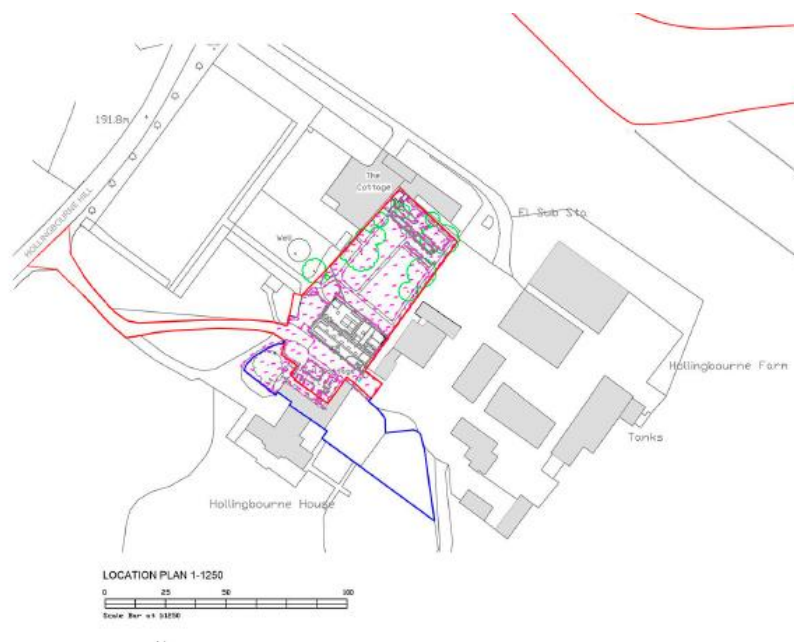 191.8m
HOLLINGBOURNE HILL
The
Cottage
Well
El Sub Sta
Hollingbourne Farm
Tanks
Hollingbourne House
LOCATION PLAN 1-1250
0 25 50 100
Scale Bar at 1:1250